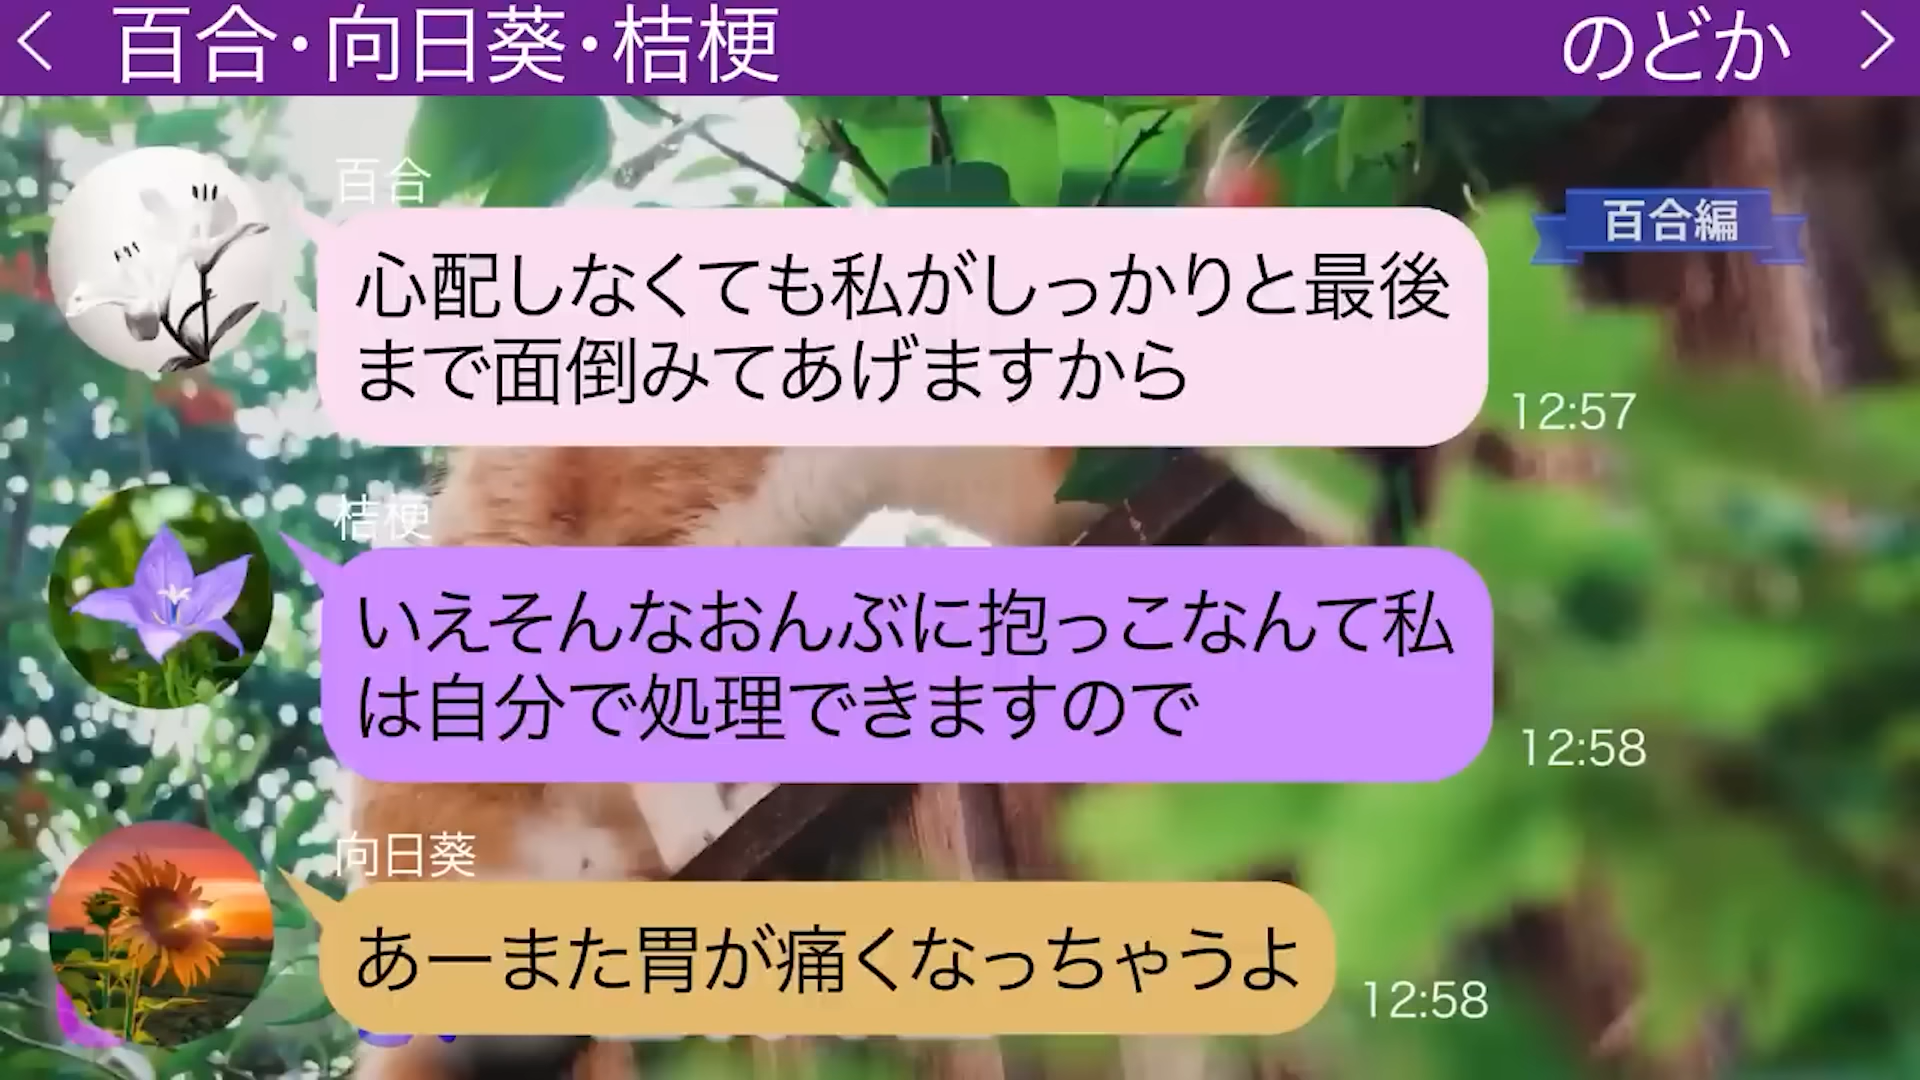 百合・向日葵・桔梗
のどか
百合
百合編
心配しなくても私がしっかりと最後
まで面倒みてあげますから
12:57
桔梗
いえそんなおんぶに抱っこなんて私
は自分で処理できますので
12:58
向日葵
あーまた胃が痛くなっちゃうよ
12:58